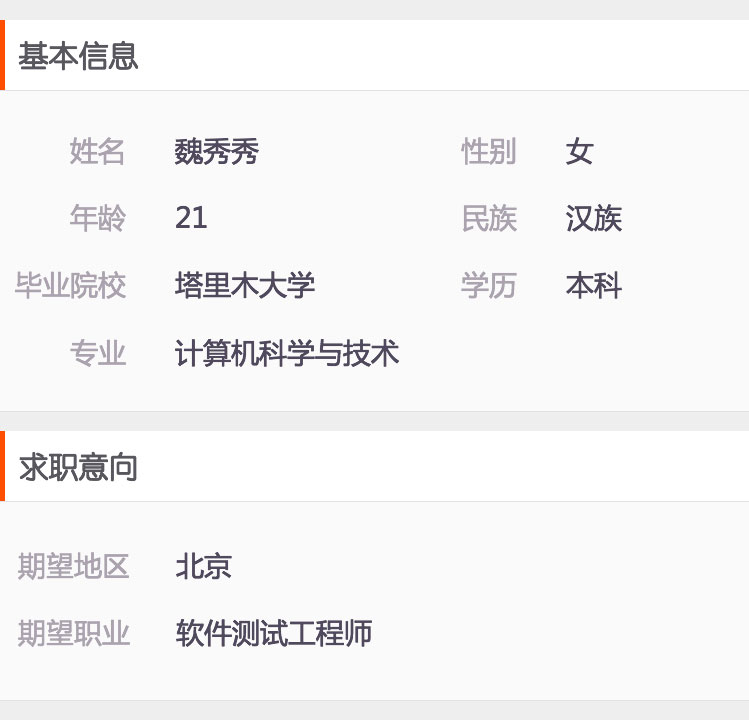 基本信息
姓名 魏秀秀 性别 女
年龄 21 民族 汉族
毕业院校 塔里木大学 学历 本科
专业 计算机科学与技术
求职意向
期望地区 北京
期望职业 软件测试工程师